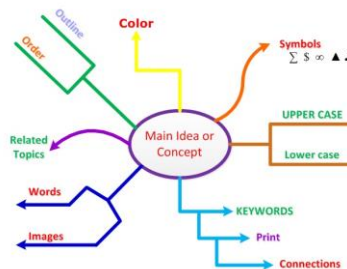 Outline
Order
Color
Symbols
∑ $ ∞ ▲
Main Idea or
Concept
UPPER CASE
Lower case
Related
Topics
Words
Images
KEYWORDS
Print
Connections